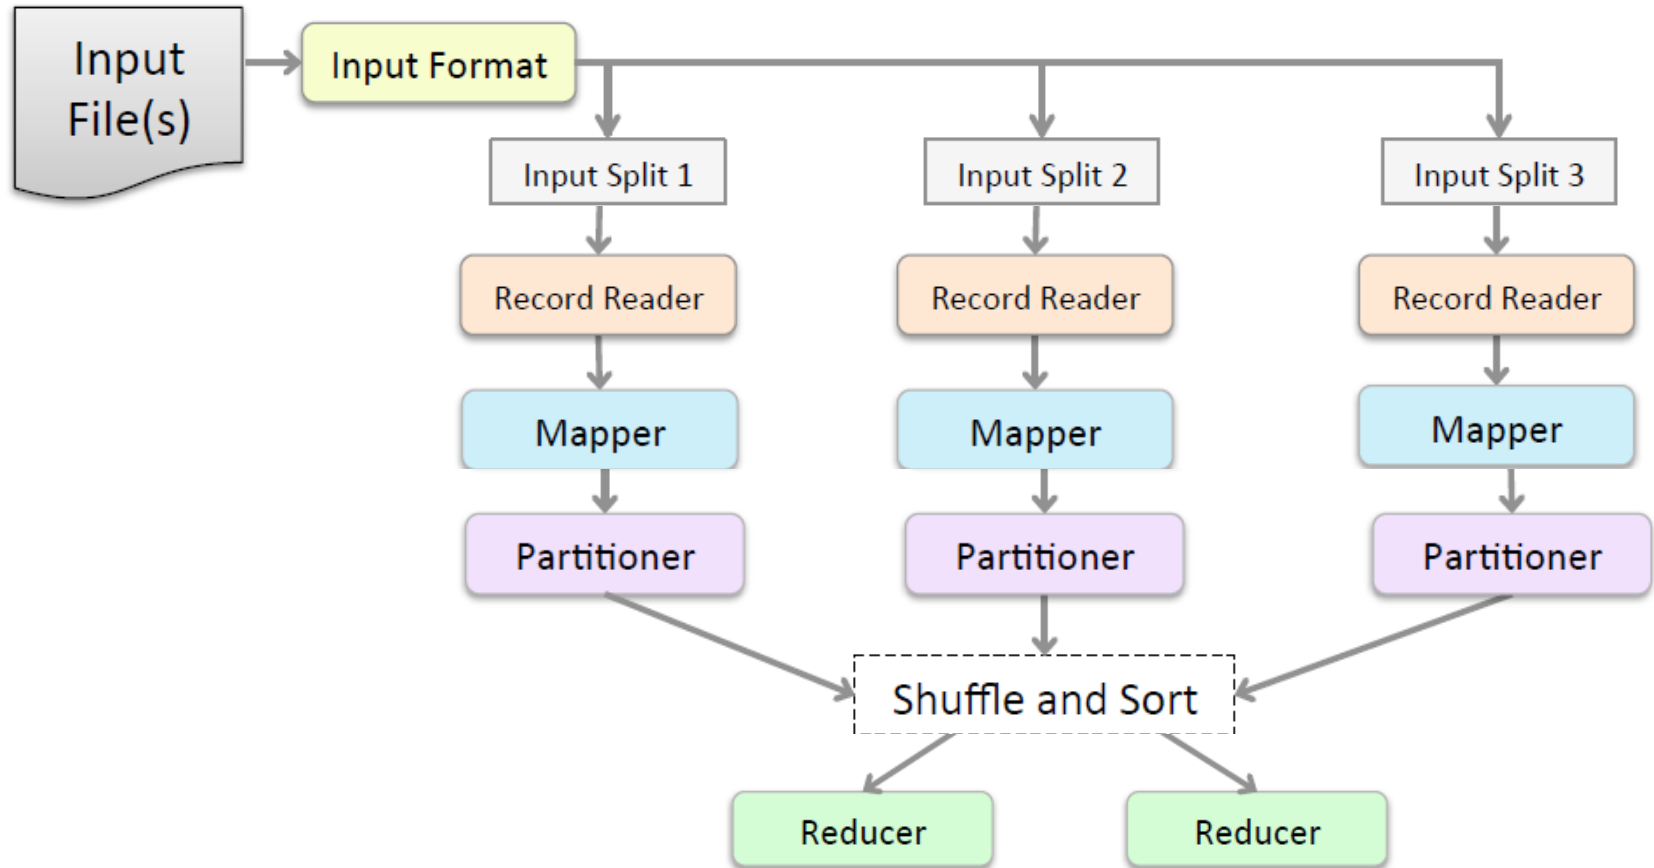 Input
File(s)
Input Format
Input Split 1
Input Split 2
Input Split 3
Record Reader
Record Reader
Record Reader
Mapper
Mapper
Mapper
Partitioner
Partitioner
Partitioner
Shuffle and Sort
Reducer
Reducer